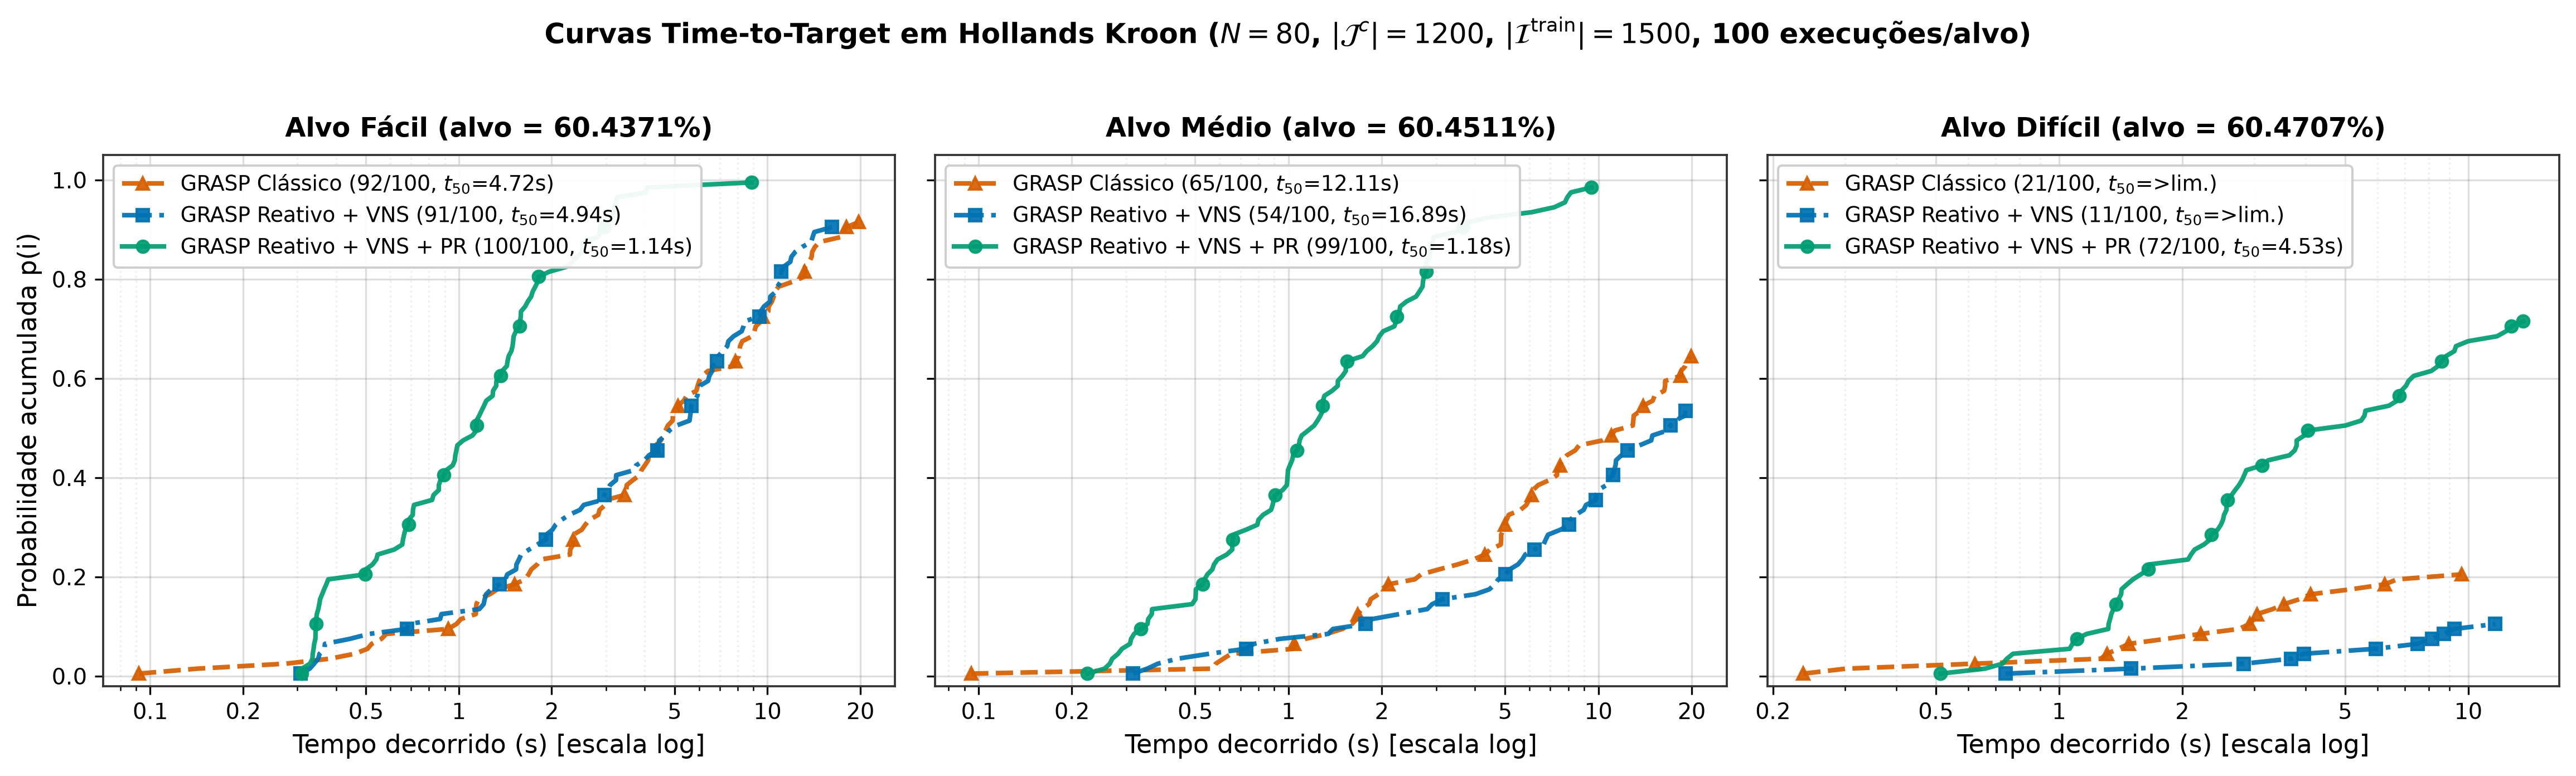 Curvas Time-to-Target em Hollands Kroon (N = 80, |𝒥ᶜ| = 1200, |ℐᵗʳᵃⁱⁿ| = 1500, 100 execuções/alvo)
Alvo Fácil (alvo = 60.4371%)
GRASP Clássico (92/100, t₅₀=4.72s)
GRASP Reativo + VNS (91/100, t₅₀=4.94s)
GRASP Reativo + VNS + PR (100/100, t₅₀=1.14s)
Probabilidade acumulada p(i)
1.0
0.8
0.6
0.4
0.2
0.0
0.1 0.2 0.5 1 2 5 10 20
Tempo decorrido (s) [escala log]
Alvo Médio (alvo = 60.4511%)
GRASP Clássico (65/100, t₅₀=12.11s)
GRASP Reativo + VNS (54/100, t₅₀=16.89s)
GRASP Reativo + VNS + PR (99/100, t₅₀=1.18s)
0.1 0.2 0.5 1 2 5 10 20
Tempo decorrido (s) [escala log]
Alvo Difícil (alvo = 60.4707%)
GRASP Clássico (21/100, t₅₀=>lim.)
GRASP Reativo + VNS (11/100, t₅₀=>lim.)
GRASP Reativo + VNS + PR (72/100, t₅₀=4.53s)
0.2 0.5 1 2 5 10
Tempo decorrido (s) [escala log]